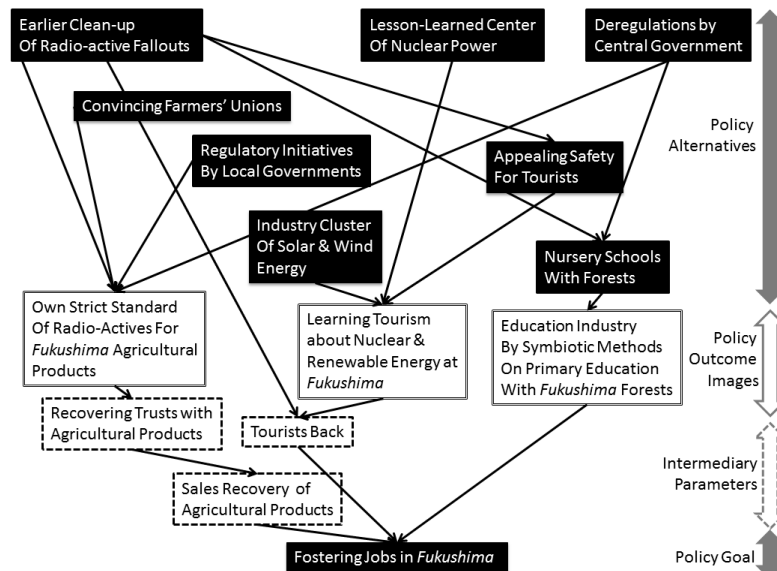 Earlier Clean-up
Of Radio-active Fallouts
Lesson-Learned Center
Of Nuclear Power
Deregulations by
Central Government
Convincing Farmers' Unions
Policy
Alternatives
Regulatory Initiatives
By Local Governments
Appealing Safety
For Tourists
Industry Cluster
Of Solar & Wind
Energy
Nursery Schools
With Forests
Own Strict Standard
Of Radio-Actives For
Fukushima Agricultural
Products
Learning Tourism
about Nuclear &
Renewable Energy at
Fukushima
Education Industry
By Symbiotic Methods
On Primary Education
With Fukushima Forests
Policy
Outcome
Images
Recovering Trusts with
Agricultural Products
Tourists Back
Intermediary
Parameters
Sales Recovery of
Agricultural Products
Fostering Jobs in Fukushima
Policy Goal